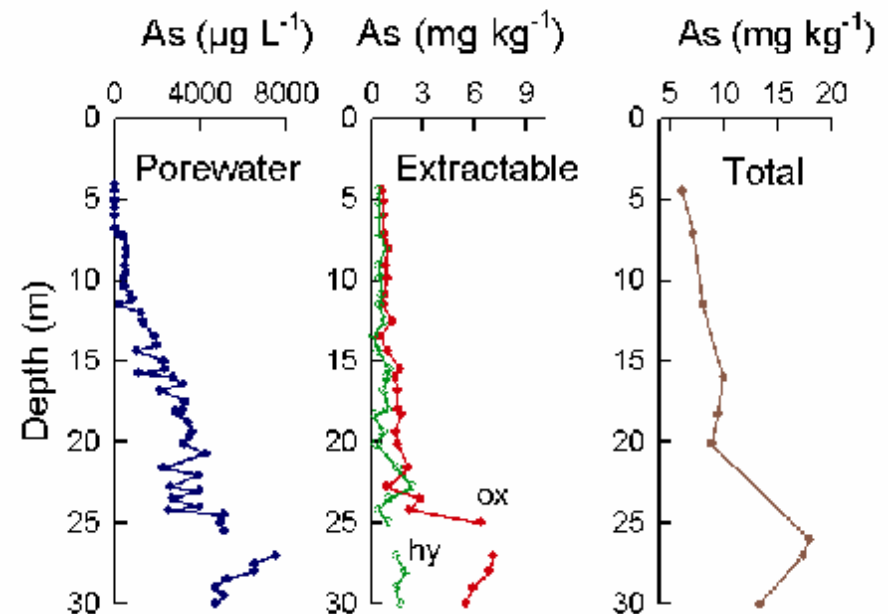 As (µg L⁻¹)
0 4000 8000
0
5
10
15
20
25
30
Depth (m)
Porewater
As (mg kg⁻¹)
0 3 6 9
0
5
10
15
20
25
30
Extractable
ox
hy
As (mg kg⁻¹)
5 10 15 20
0
5
10
15
20
25
30
Total